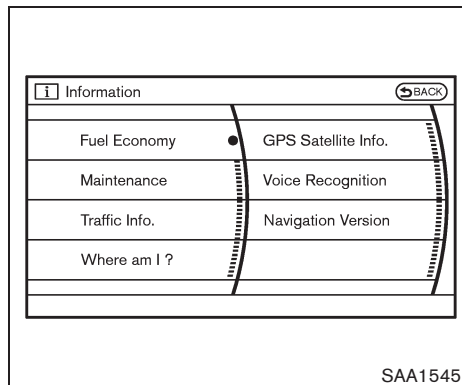 i Information
BACK
Fuel Economy
GPS Satellite Info.
Maintenance
Voice Recognition
Traffic Info.
Navigation Version
Where am I ?
SAA1545